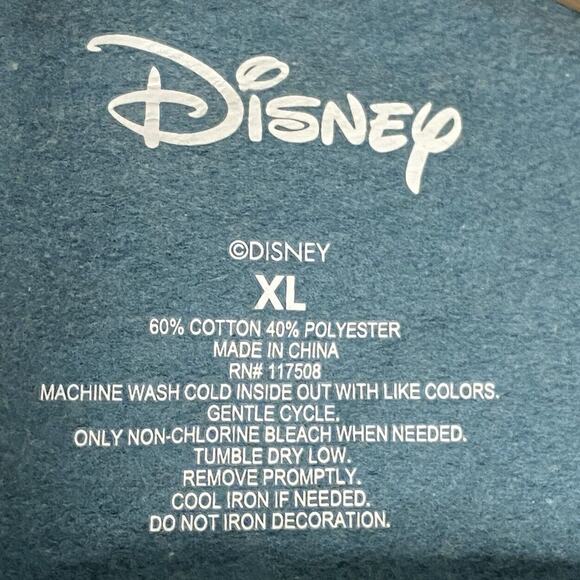 Disney
©DISNEY
XL
60% COTTON 40% POLYESTER
MADE IN CHINA
RN# 117508
MACHINE WASH COLD INSIDE OUT WITH LIKE COLORS.
GENTLE CYCLE.
ONLY NON-CHLORINE BLEACH WHEN NEEDED.
TUMBLE DRY LOW.
REMOVE PROMPTLY.
COOL IRON IF NEEDED.
DO NOT IRON DECORATION.